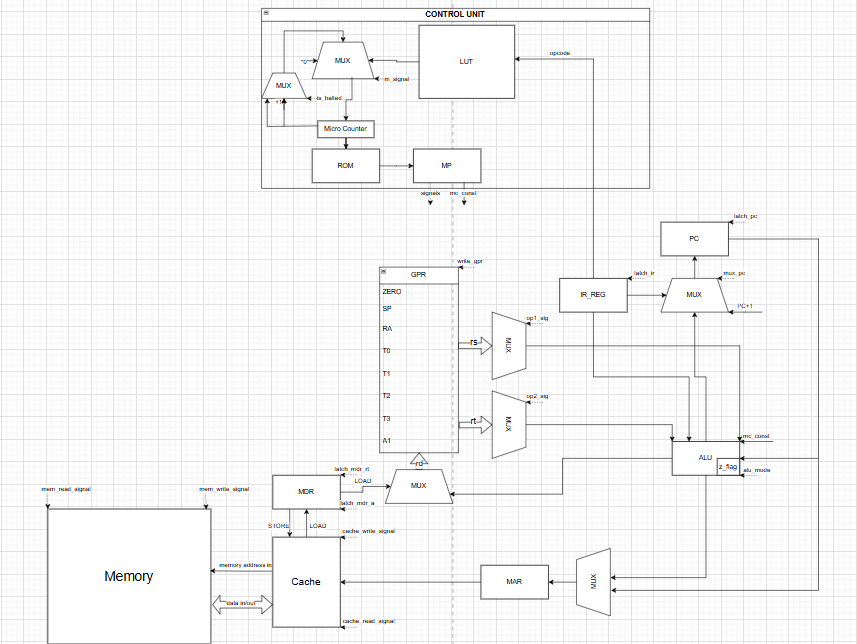 CONTROL UNIT
LUT
opcode
MUX
"0"
m_signal
MUX
is_halted
+1
Micro Counter
ROM
MP
signals
mc_const
latch_pc
PC
write_gpr
GPR
latch_ir
IR_REG
MUX
mux_pc
PC+1
ZERO
SP
RA
T0
T1
T2
T3
A1
rs
MUX
op1_sig
rt
MUX
op2_sig
mc_const
ALU
z_flag
alu_mode
rd
MUX
latch_mdr_rt
LOAD
MDR
latch_mdr_a
STORE
LOAD
mem_read_signal
mem_write_signal
cache_write_signal
Memory
memory address in
data in/out
Cache
cache_read_signal
MAR
MUX